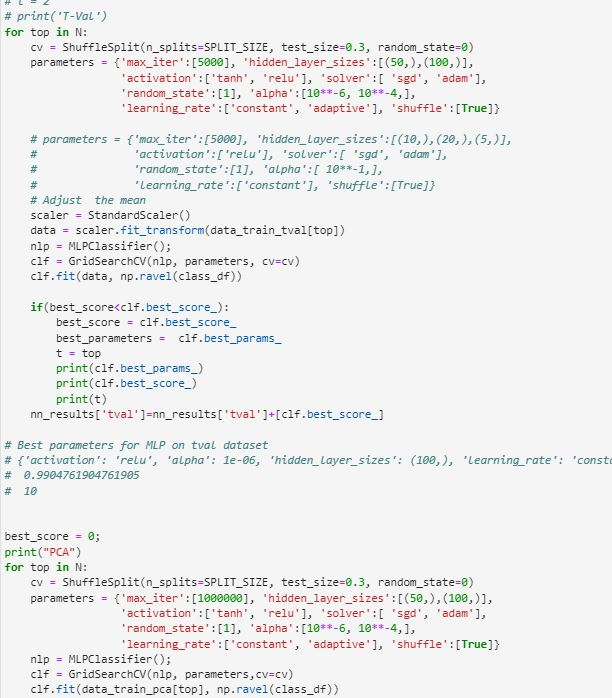 # t = 2
# print('T-Val')
for top in N:
    cv = ShuffleSplit(n_splits=SPLIT_SIZE, test_size=0.3, random_state=0)
    parameters = {'max_iter':[5000], 'hidden_layer_sizes':[(50,),(100,)],
                  'activation':['tanh', 'relu'], 'solver':[ 'sgd', 'adam'],
                  'random_state':[1], 'alpha':[10**-6, 10**-4,],
                  'learning_rate':['constant', 'adaptive'], 'shuffle':[True]}

    # parameters = {'max_iter':[5000], 'hidden_layer_sizes':[(10,),(20,),(5,)],
    #               'activation':['relu'], 'solver':[ 'sgd', 'adam'],
    #               'random_state':[1], 'alpha':[ 10**-1,],
    #               'learning_rate':['constant'], 'shuffle':[True]}
    # Adjust  the mean
    scaler = StandardScaler()
    data = scaler.fit_transform(data_train_tval[top])
    nlp = MLPClassifier();
    clf = GridSearchCV(nlp, parameters, cv=cv)
    clf.fit(data, np.ravel(class_df))

    if(best_score<clf.best_score_):
        best_score = clf.best_score_
        best_parameters =  clf.best_params_
        t = top
        print(clf.best_params_)
        print(clf.best_score_)
        print(t)
    nn_results['tval']=nn_results['tval']+[clf.best_score_]

# Best parameters for MLP on tval dataset
# {'activation': 'relu', 'alpha': 1e-06, 'hidden_layer_sizes': (100,), 'learning_rate': 'consta
#  0.9904761904761905
#  10

best_score = 0;
print("PCA")
for top in N:
    cv = ShuffleSplit(n_splits=SPLIT_SIZE, test_size=0.3, random_state=0)
    parameters = {'max_iter':[1000000], 'hidden_layer_sizes':[(50,),(100,)],
                  'activation':['tanh', 'relu'], 'solver':[ 'sgd', 'adam'],
                  'random_state':[1], 'alpha':[10**-6, 10**-4,],
                  'learning_rate':['constant', 'adaptive'], 'shuffle':[True]}
    nlp = MLPClassifier();
    clf = GridSearchCV(nlp, parameters,cv=cv)
    clf.fit(data_train_pca[top], np.ravel(class_df))